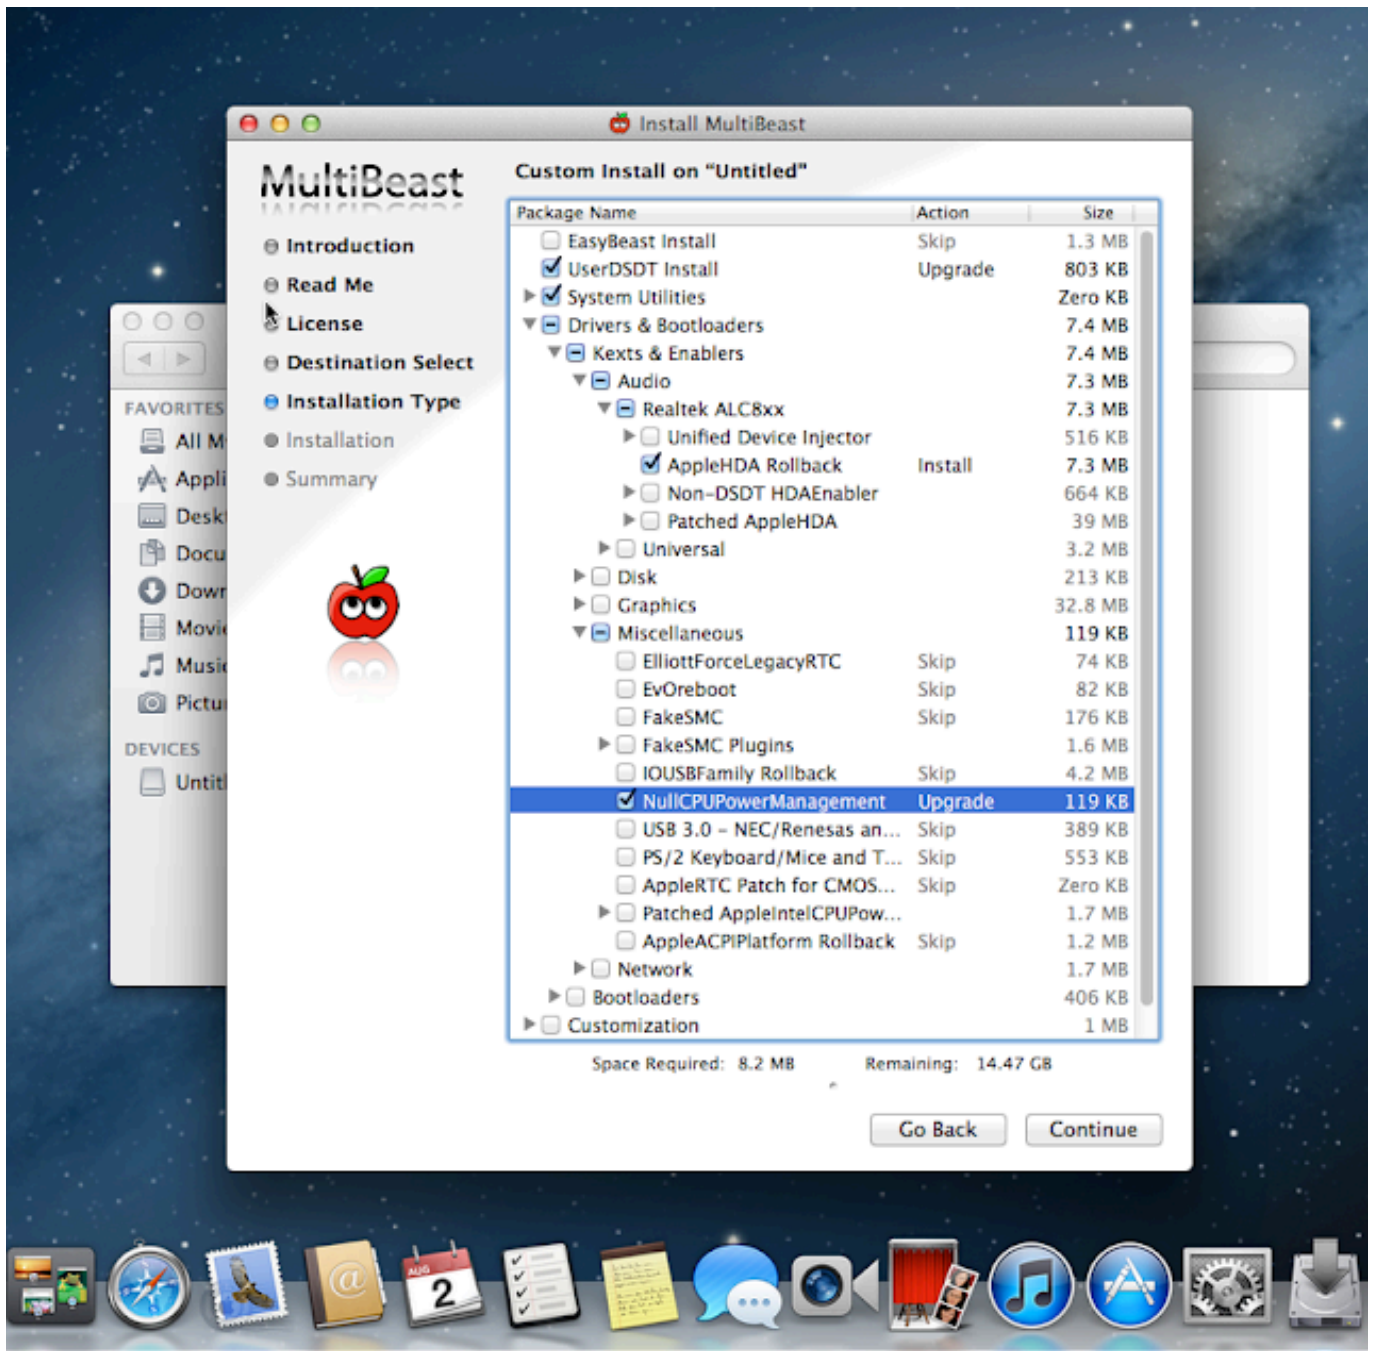 Install MultiBeast
MultiBeast
Introduction
Read Me
License
Destination Select
Installation Type
Installation
Summary
Custom Install on “Untitled”
Package Name Action Size
EasyBeast Install Skip 1.3 MB
UserDSDT Install Upgrade 803 KB
System Utilities Zero KB
Drivers & Bootloaders 7.4 MB
Kexts & Enablers 7.4 MB
Audio 7.3 MB
Realtek ALC8xx 7.3 MB
Unified Device Injector 516 KB
AppleHDA Rollback Install 7.3 MB
Non-DSDT HDAEnabler 664 KB
Patched AppleHDA 39 MB
Universal 3.2 MB
Disk 213 KB
Graphics 32.8 MB
Miscellaneous 119 KB
ElliottForceLegacyRTC Skip 74 KB
EvOreboot Skip 82 KB
FakeSMC Skip 176 KB
FakeSMC Plugins 1.6 MB
IOUSBFamily Rollback Skip 4.2 MB
NullCPUPowerManagement Upgrade 119 KB
USB 3.0 – NEC/Renesas an... Skip 389 KB
PS/2 Keyboard/Mice and T... Skip 553 KB
AppleRTC Patch for CMOS... Skip Zero KB
Patched AppleIntelCPUPow... 1.7 MB
AppleACPIPlatform Rollback Skip 1.2 MB
Network 1.7 MB
Bootloaders 406 KB
Customization 1 MB
Space Required: 8.2 MB Remaining: 14.47 GB
Go Back Continue
FAVORITES
All M
Appli
Desk
Docu
Down
Movie
Music
Pictu
DEVICES
Untitl
AUG
2